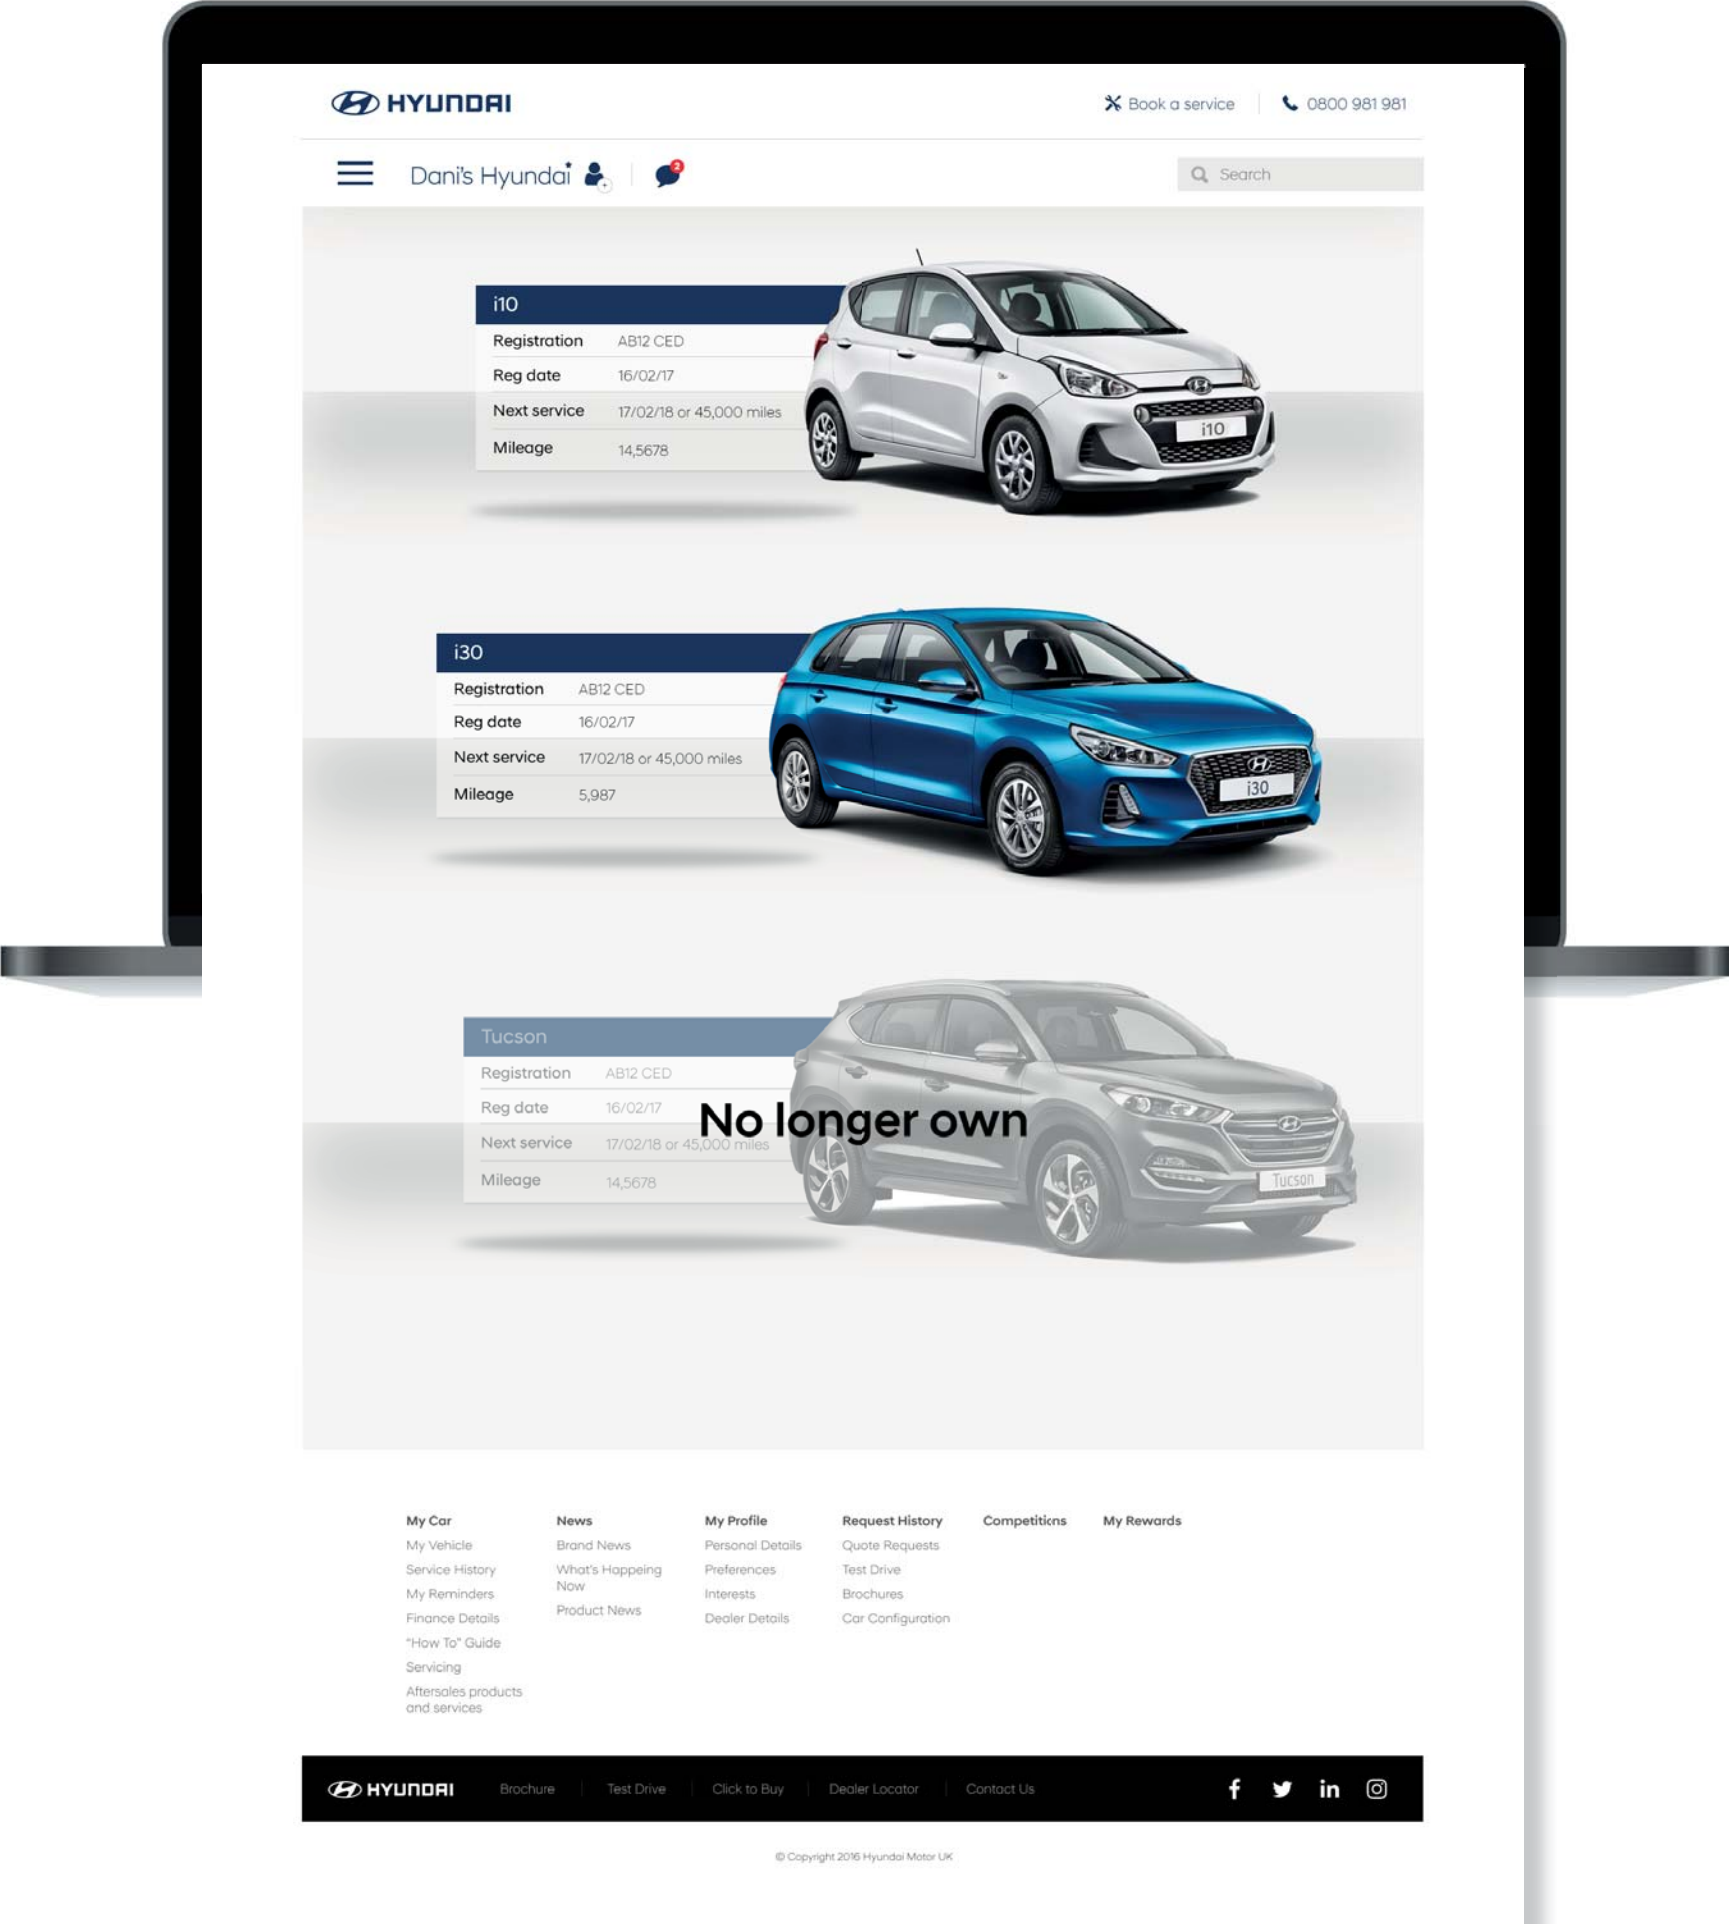 HYUNDAI
Book a service
0800 981 981
Dani's Hyundai
2
Search
i10
Registration AB12 CED
Reg date 16/02/17
Next service 17/02/18 or 45,000 miles
Mileage 14,5678
i10
i30
Registration AB12 CED
Reg date 16/02/17
Next service 17/02/18 or 45,000 miles
Mileage 5,987
i30
Tucson
Registration AB12 CED
Reg date 16/02/17
No longer own
Next service 17/02/18 or 45,000 miles
Mileage 14,5678
Tucson
My Car
My Vehicle
Service History
My Reminders
Finance Details
"How To" Guide
Servicing
Aftersales products
and services
News
Brand News
What's Happeing
Now
Product News
My Profile
Personal Details
Preferences
Interests
Dealer Details
Request History
Quote Requests
Test Drive
Brochures
Car Configuration
Competitions
My Rewards
HYUNDAI
Brochure
Test Drive
Click to Buy
Dealer Locator
Contact Us
f
in
© Copyright 2016 Hyundai Motor UK